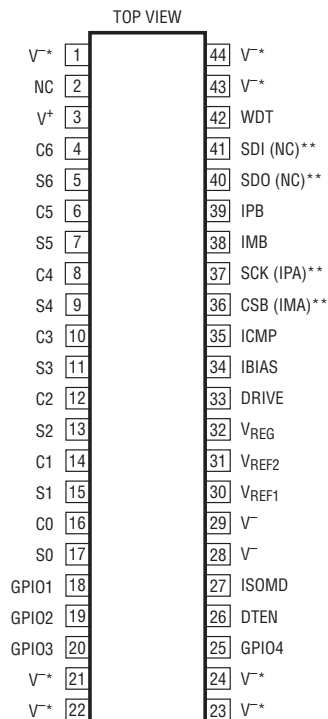 TOP VIEW
V–* 1 44 V–*
NC 2 43 V–*
V+ 3 42 WDT
C6 4 41 SDI (NC)**
S6 5 40 SDO (NC)**
C5 6 39 IPB
S5 7 38 IMB
C4 8 37 SCK (IPA)**
S4 9 36 CSB (IMA)**
C3 10 35 ICMP
S3 11 34 IBIAS
C2 12 33 DRIVE
S2 13 32 VREG
C1 14 31 VREF2
S1 15 30 VREF1
C0 16 29 V–
S0 17 28 V–
GPIO1 18 27 ISOMD
GPIO2 19 26 DTEN
GPIO3 20 25 GPIO4
V–* 21 24 V–*
V–* 22 23 V–*